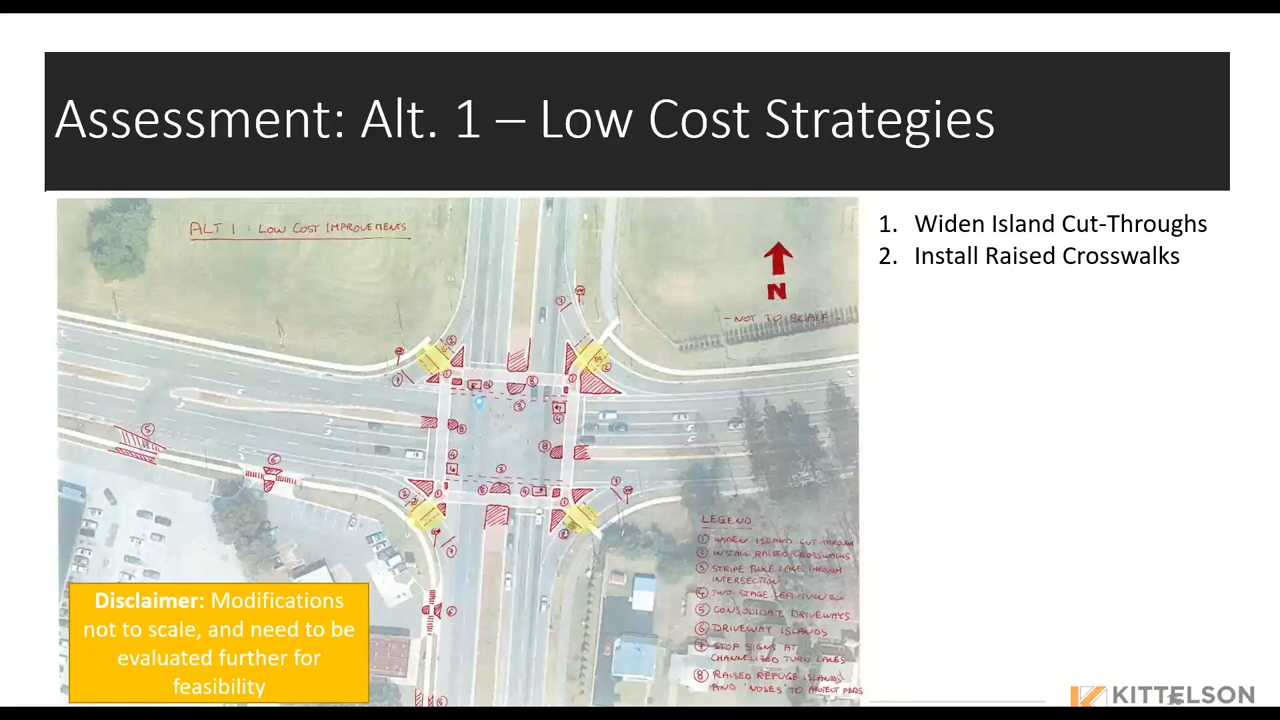 Assessment: Alt. 1 – Low Cost Strategies
ALT 1 : LOW COST IMPROVEMENTS
1. Widen Island Cut-Throughs
2. Install Raised Crosswalks
N
- NOT TO SCALE -
LEGEND
1 WIDEN ISLAND CUT-THROUGH
2 INSTALL RAISED CROSSWALKS
3 STRIPE BIKE LANE THROUGH
INTERSECTION
4 TWO-STAGE LEFT-TURN BOX
5 CONSOLIDATE DRIVEWAYS
6 DRIVEWAY ISLANDS
7 STOP SIGNS AT
CHANNELIZED TURN LANES
8 RAISED REFUGE ISLANDS
AND "NOSES" TO PROTECT PEDS
Disclaimer: Modifications
not to scale, and need to be
evaluated further for
feasibility
KITTELSON